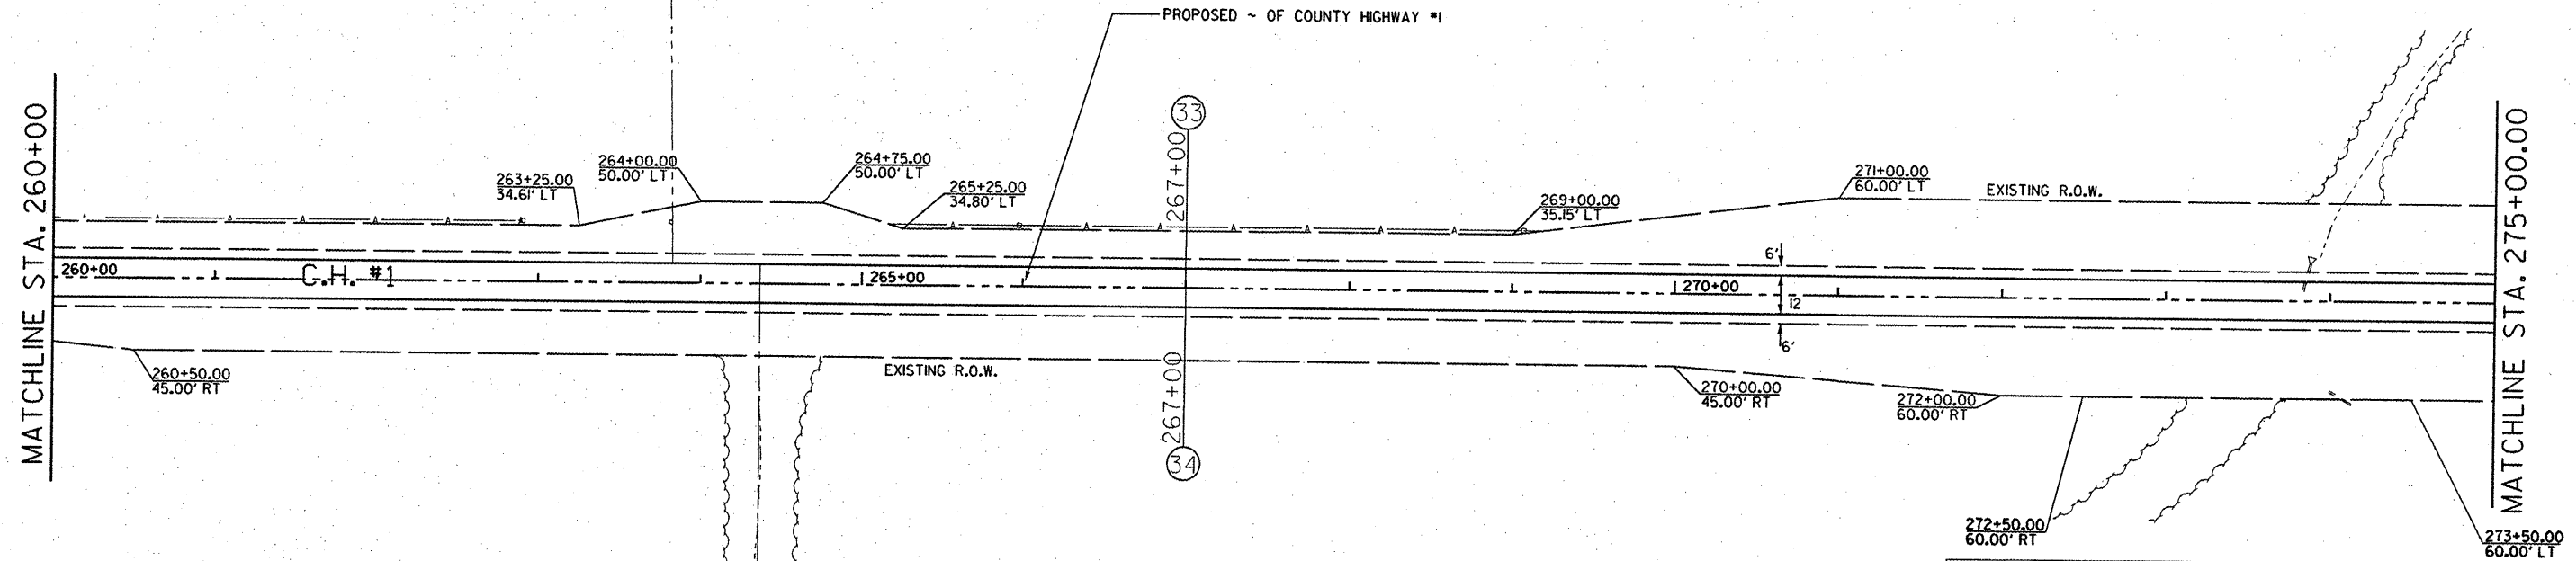 PROPOSED ~ OF COUNTY HIGHWAY #1
MATCHLINE STA. 260+00
263+25.00
34.61' LT
264+00.00
50.00' LT
264+75.00
50.00' LT
265+25.00
34.80' LT
33
267+00
269+00.00
35.15' LT
271+00.00
60.00' LT
EXISTING R.O.W.
MATCHLINE STA. 275+00.00
260+00
C.H. #1
265+00
270+00
6'
12
6'
260+50.00
45.00' RT
EXISTING R.O.W.
267+00
34
270+00.00
45.00' RT
272+00.00
60.00' RT
272+50.00
60.00' RT
273+50.00
60.00' LT